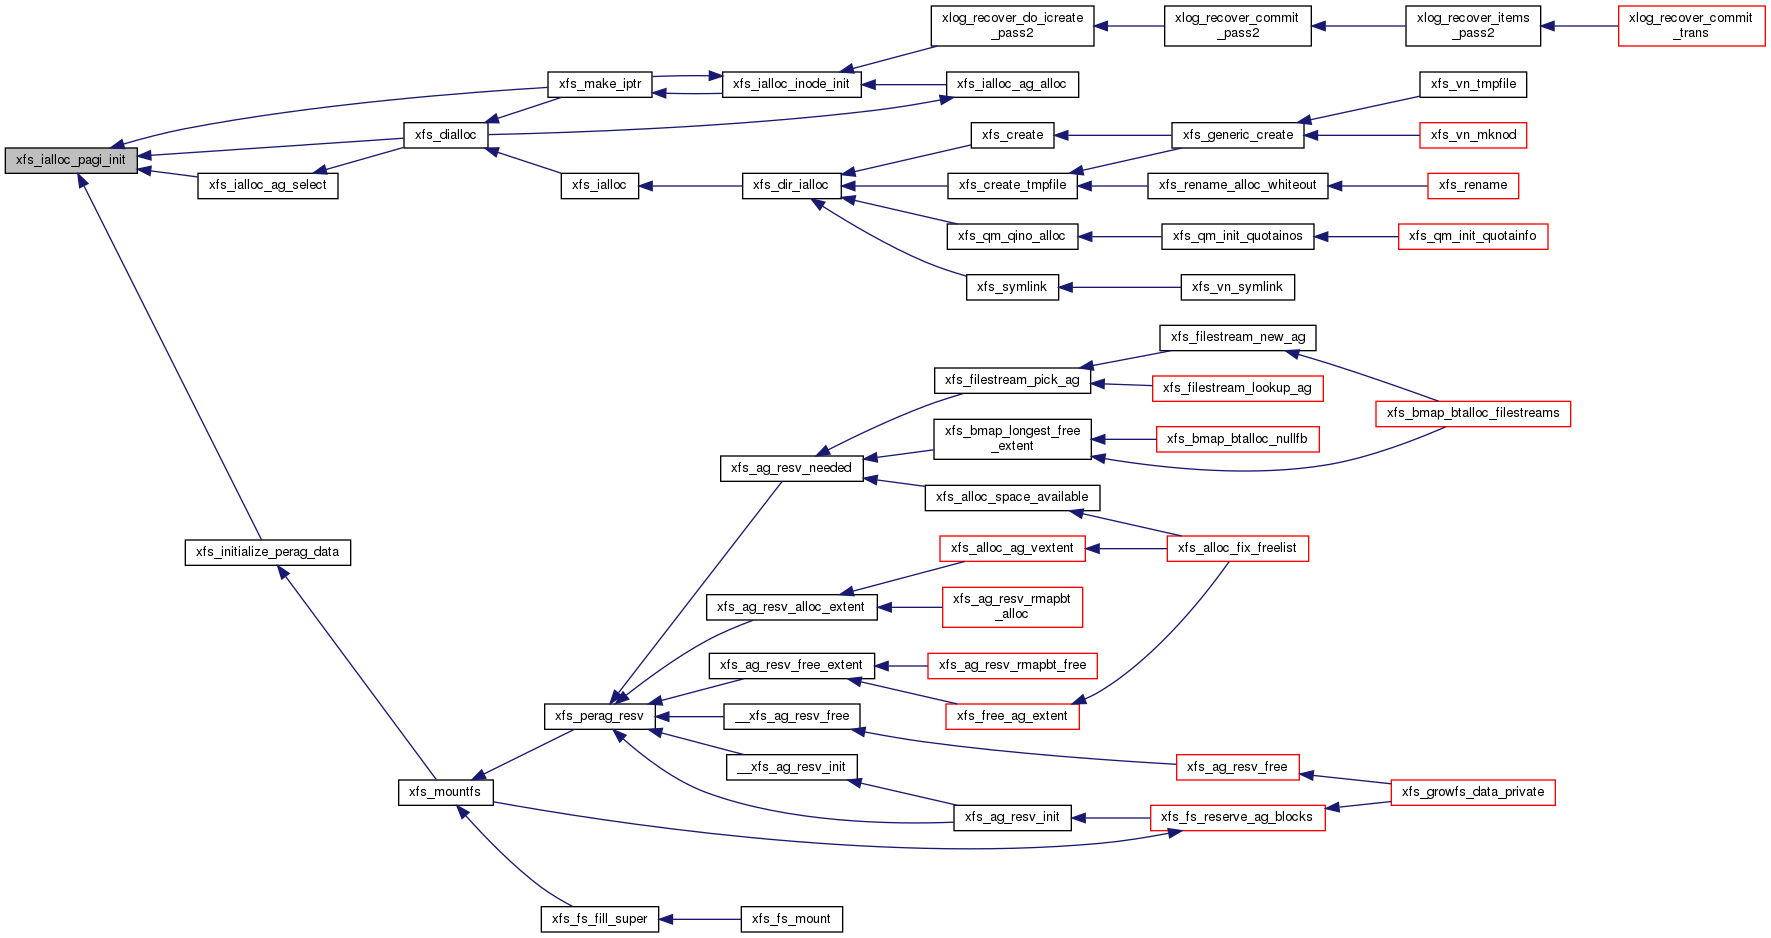 xlog_recover_do_icreate
_pass2
xlog_recover_commit
_pass2
xlog_recover_items
_pass2
xlog_recover_commit
_trans
xfs_make_iptr
xfs_ialloc_inode_init
xfs_ialloc_ag_alloc
xfs_vn_tmpfile
xfs_dialloc
xfs_create
xfs_generic_create
xfs_vn_mknod
xfs_ialloc_pagi_init
xfs_ialloc_ag_select
xfs_ialloc
xfs_dir_ialloc
xfs_create_tmpfile
xfs_rename_alloc_whiteout
xfs_rename
xfs_qm_qino_alloc
xfs_qm_init_quotainos
xfs_qm_init_quotainfo
xfs_symlink
xfs_vn_symlink
xfs_filestream_new_ag
xfs_filestream_pick_ag
xfs_filestream_lookup_ag
xfs_bmap_btalloc_filestreams
xfs_bmap_longest_free
_extent
xfs_bmap_btalloc_nullfb
xfs_ag_resv_needed
xfs_alloc_space_available
xfs_initialize_perag_data
xfs_alloc_ag_vextent
xfs_alloc_fix_freelist
xfs_ag_resv_alloc_extent
xfs_ag_resv_rmapbt
_alloc
xfs_ag_resv_free_extent
xfs_ag_resv_rmapbt_free
xfs_perag_resv
__xfs_ag_resv_free
xfs_free_ag_extent
__xfs_ag_resv_init
xfs_ag_resv_free
xfs_mountfs
xfs_growfs_data_private
xfs_ag_resv_init
xfs_fs_reserve_ag_blocks
xfs_fs_fill_super
xfs_fs_mount